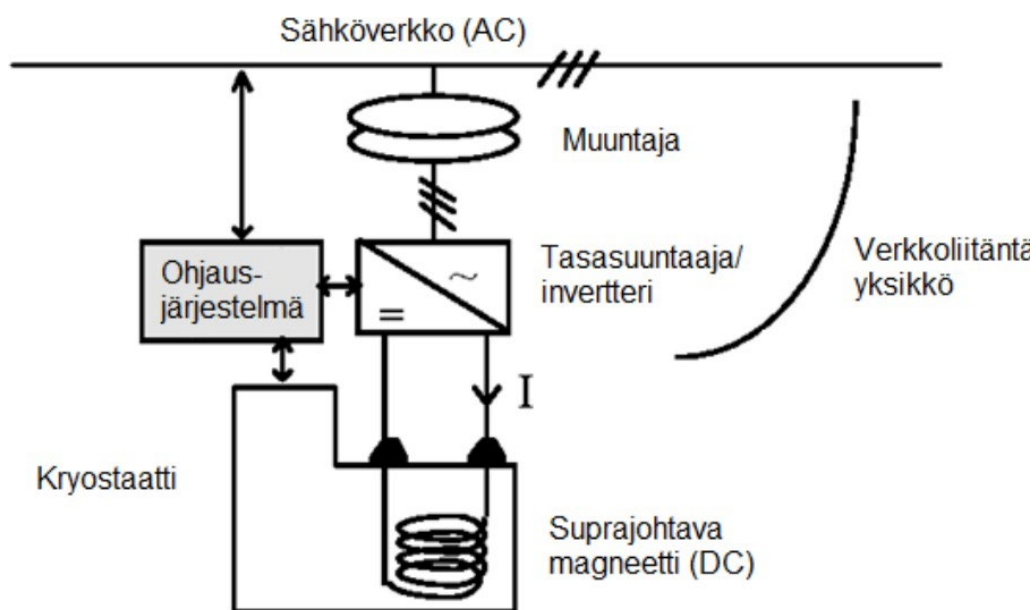 Sähköverkko (AC)
Muuntaja
Ohjaus-
järjestelmä
~
=
Tasasuuntaaja/
invertteri
Verkkoliitäntä
yksikkö
I
Kryostaatti
Suprajohtava
magneetti (DC)